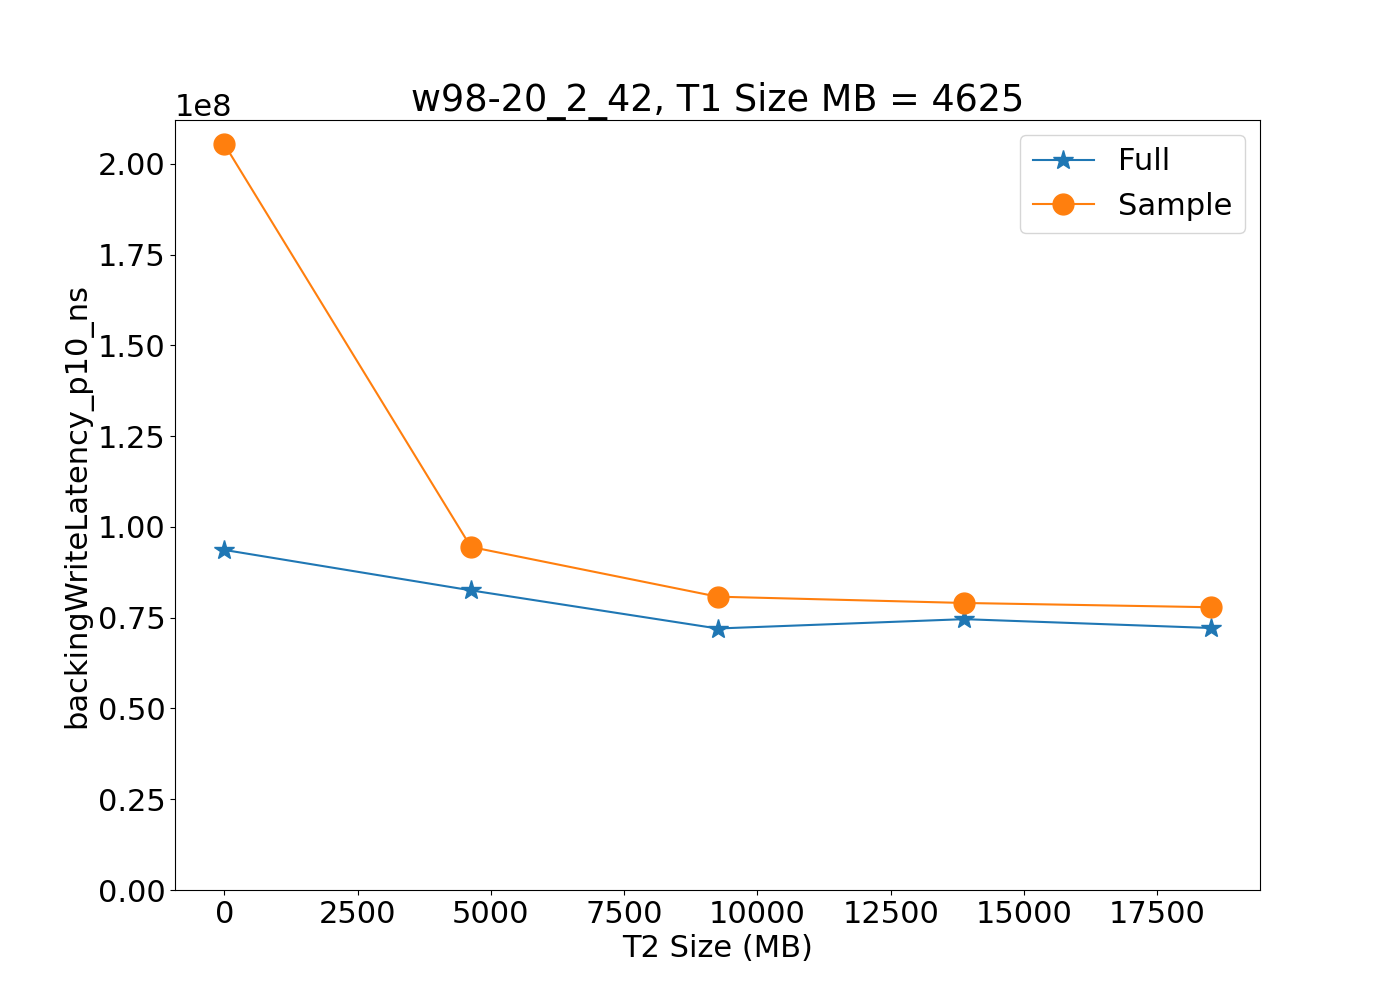 w98-20_2_42, T1 Size MB = 4625
1e8
Full
Sample
2.00
1.75
1.50
1.25
1.00
0.75
0.50
0.25
0.00
backingWriteLatency_p10_ns
0 2500 5000 7500 10000 12500 15000 17500
T2 Size (MB)